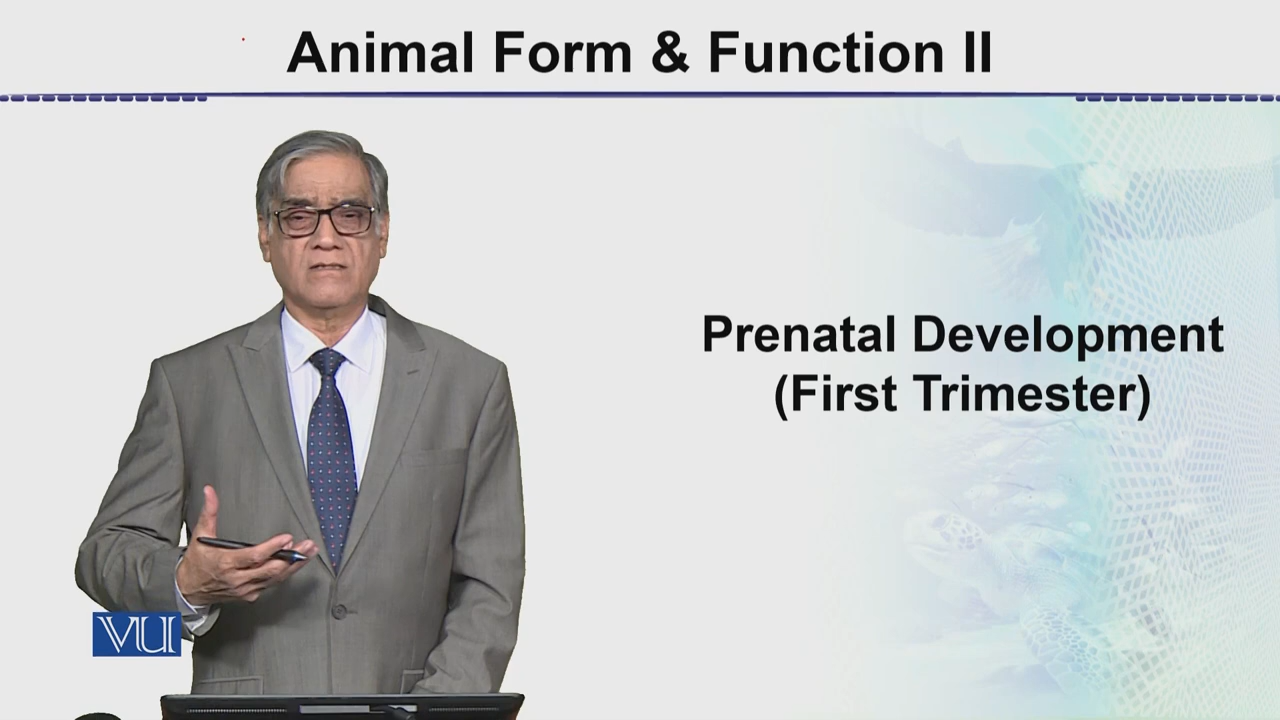 Animal Form & Function II
Prenatal Development
(First Trimester)
VU